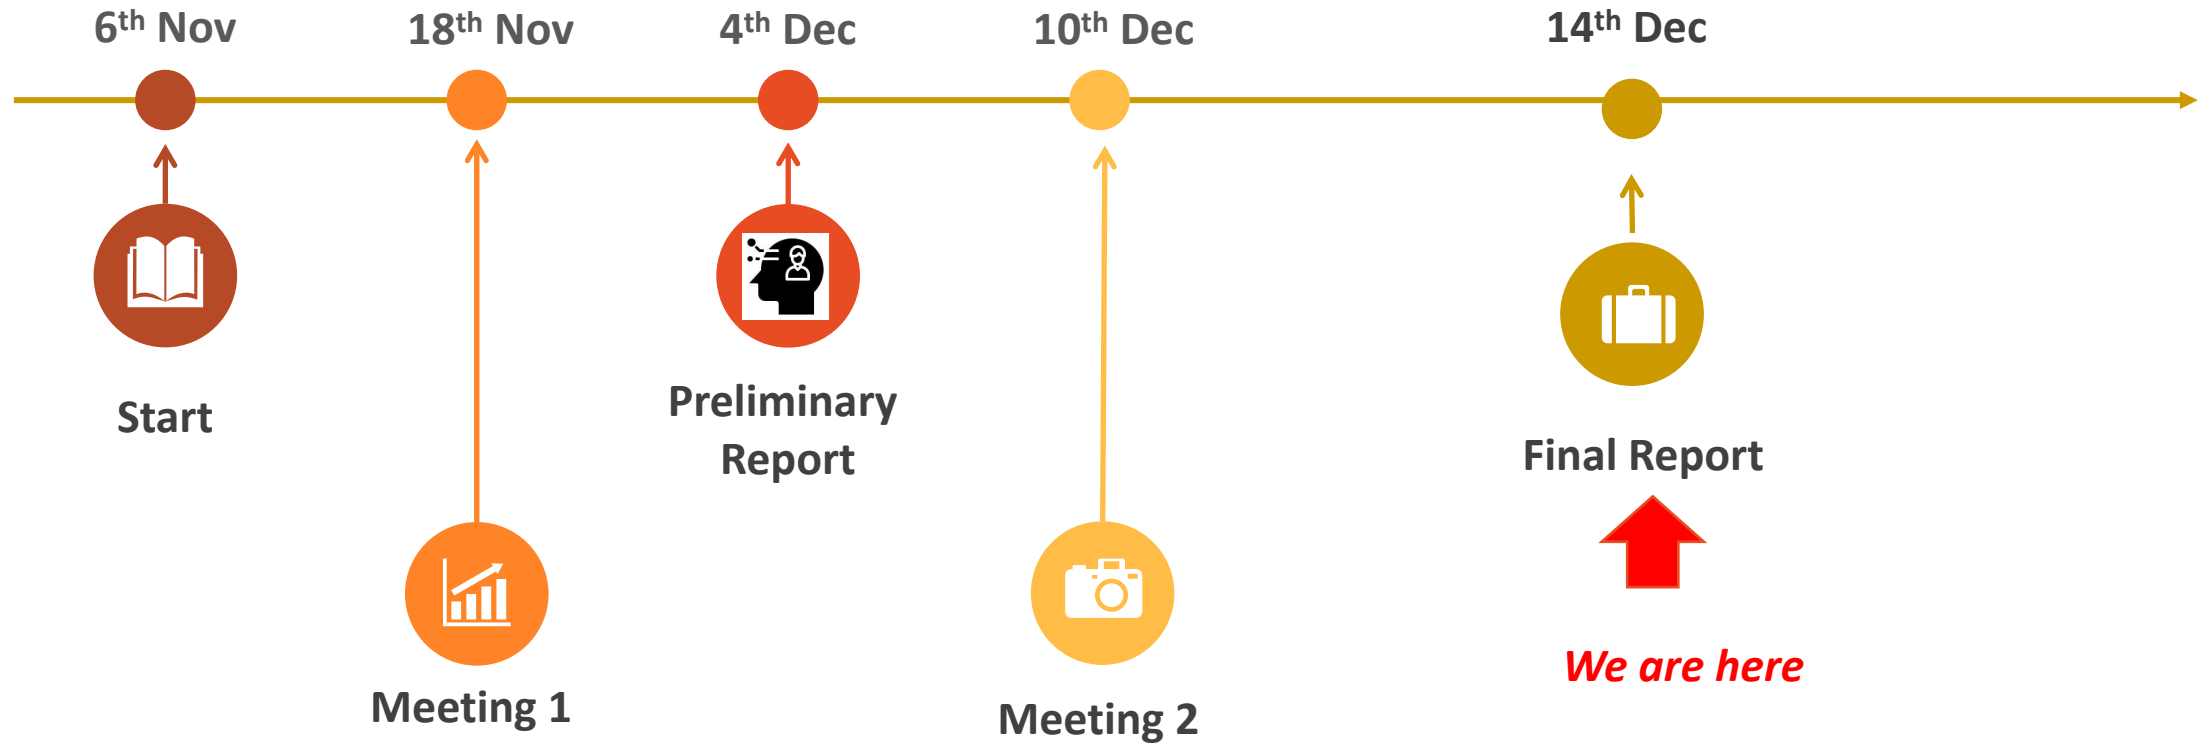 6th Nov
18th Nov
4th Dec
10th Dec
14th Dec
Start
Preliminary
Report
Final Report
We are here
Meeting 1
Meeting 2